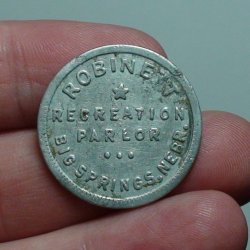 ROBINETT
RECREATION
PARLOR
BIG SPRINGS, NEBR.